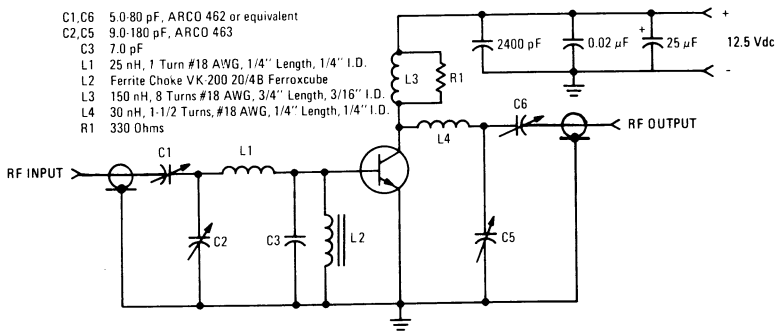 C1,C6 5.0-80 pF, ARCO 462 or equivalent
C2,C5 9.0-180 pF, ARCO 463
C3 7.0 pF
L1 25 nH, 1 Turn #18 AWG, 1/4" Length, 1/4" I.D.
L2 Ferrite Choke VK-200 20/4B Ferroxcube
L3 150 nH, 8 Turns #18 AWG, 3/4" Length, 3/16" I.D.
L4 30 nH, 1-1/2 Turns, #18 AWG, 1/4" Length, 1/4" I.D.
R1 330 Ohms
+
2400 pF
0.02 μF
+
25 μF
12.5 Vdc
-
L3
R1
C6
RF OUTPUT
L4
C1
L1
RF INPUT
C2
C3
L2
C5